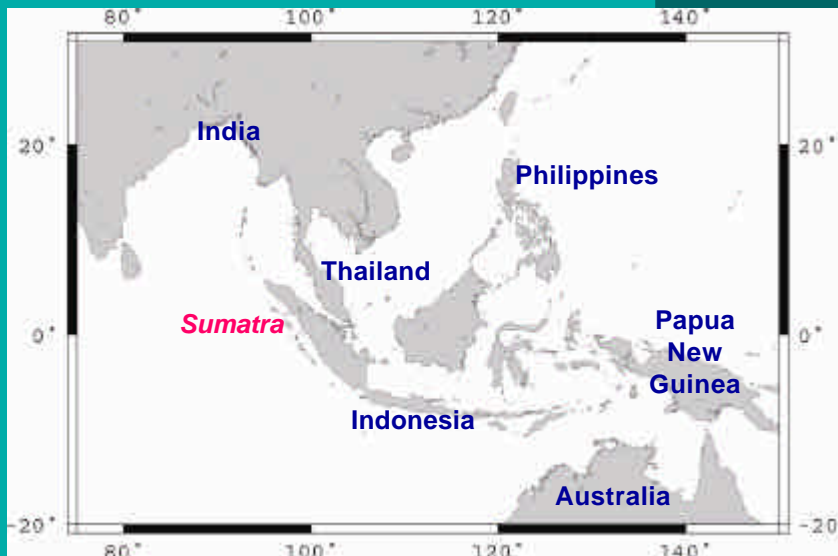 80° 100° 120° 140°
India
20° 20°
Philippines
Thailand
Sumatra
0° 0°
Papua
New
Guinea
Indonesia
Australia
-20° -20
80° 100° 120° 140°